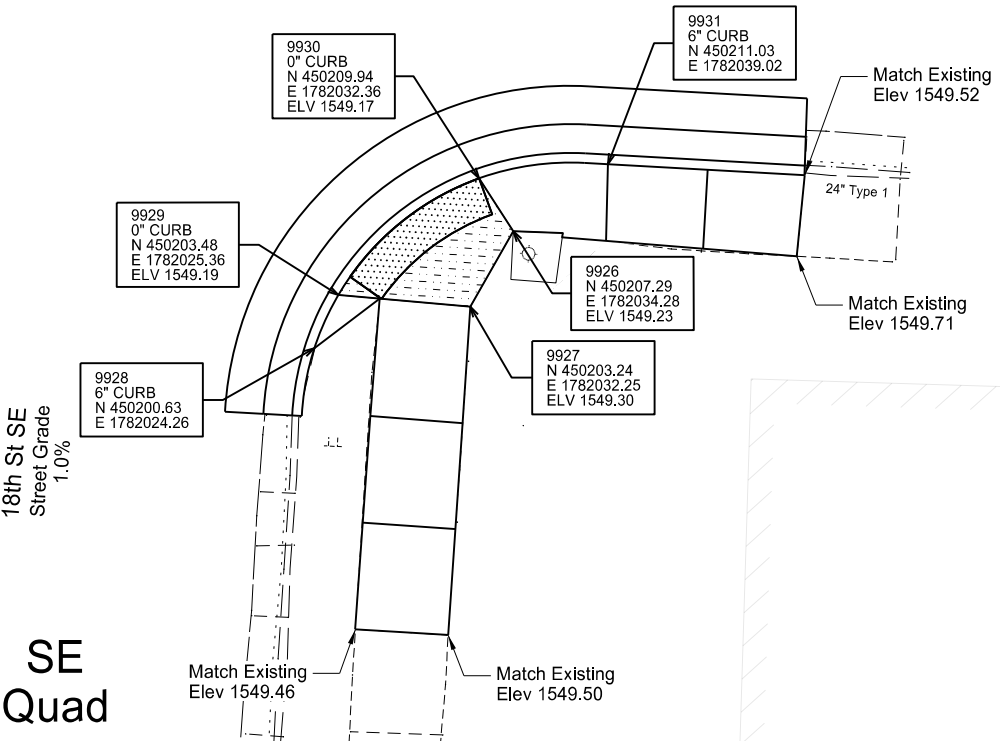 9931
6" CURB
N 450211.03
E 1782039.02
9930
0" CURB
N 450209.94
E 1782032.36
ELV 1549.17
Match Existing
Elev 1549.52
24" Type 1
9929
0" CURB
N 450203.48
E 1782025.36
ELV 1549.19
9926
N 450207.29
E 1782034.28
ELV 1549.23
Match Existing
Elev 1549.71
9927
N 450203.24
E 1782032.25
ELV 1549.30
9928
6" CURB
N 450200.63
E 1782024.26
18th St SE
Street Grade
1.0%
SE
Quad
Match Existing
Elev 1549.46
Match Existing
Elev 1549.50